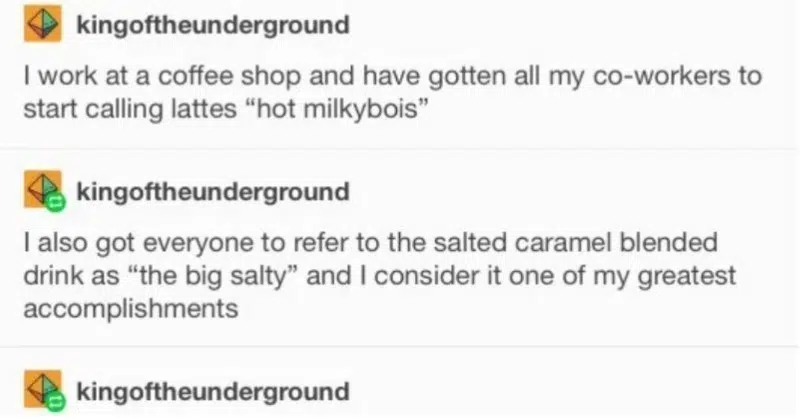 kingoftheunderground
I work at a coffee shop and have gotten all my co-workers to
start calling lattes “hot milkybois”
kingoftheunderground
I also got everyone to refer to the salted caramel blended
drink as “the big salty” and I consider it one of my greatest
accomplishments
kingoftheunderground